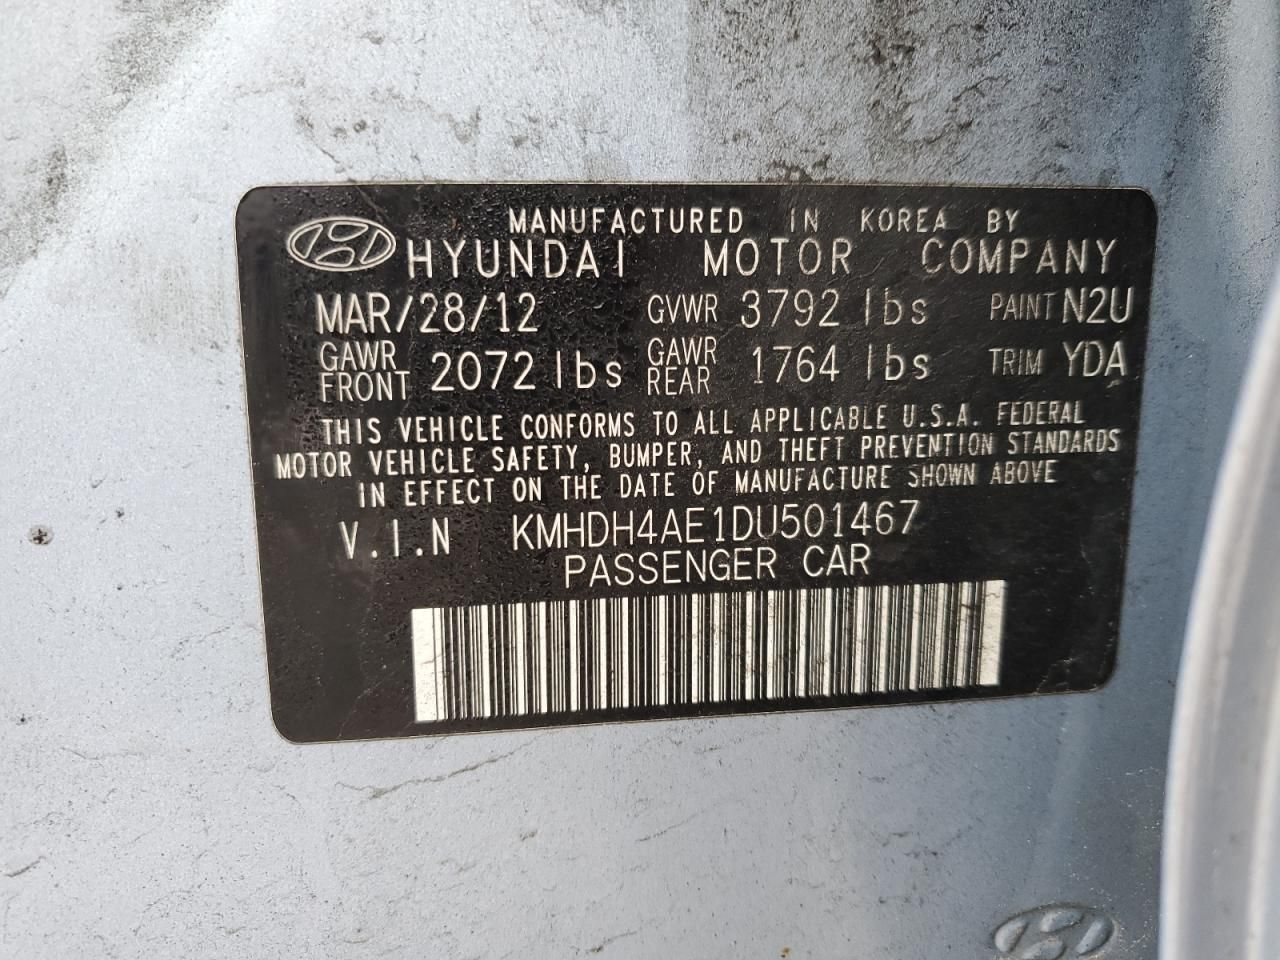 MANUFACTURED IN KOREA BY
HYUNDAI MOTOR COMPANY
MAR/28/12 GVWR 3792 lbs PAINT N2U
GAWR FRONT 2072 lbs GAWR REAR 1764 lbs TRIM YDA
THIS VEHICLE CONFORMS TO ALL APPLICABLE U.S.A. FEDERAL
MOTOR VEHICLE SAFETY, BUMPER, AND THEFT PREVENTION STANDARDS
IN EFFECT ON THE DATE OF MANUFACTURE SHOWN ABOVE
V.I.N KMHDH4AE1DU501467
PASSENGER CAR